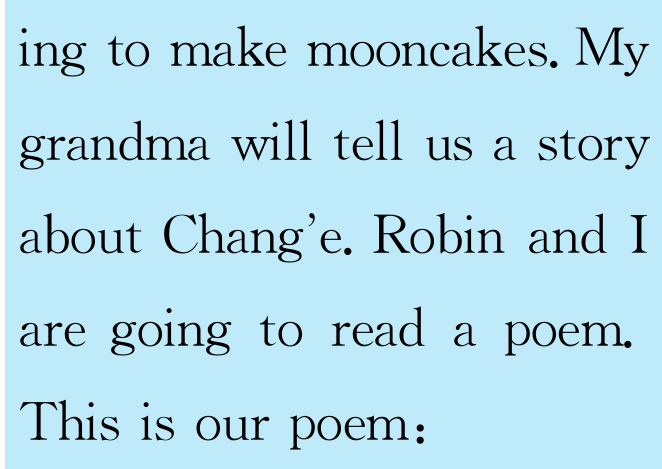 ing to make mooncakes. My
grandma will tell us a story
about Chang’e. Robin and I
are going to read a poem.
This is our poem: